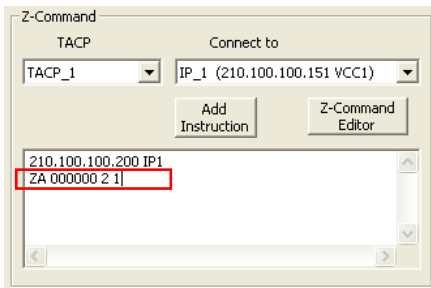 Z-Command
TACP Connect to
TACP_1 IP_1 (210.100.100.151 VCC1)
Add Instruction Z-Command Editor
210.100.100.200 IP1
ZA 000000 2 1